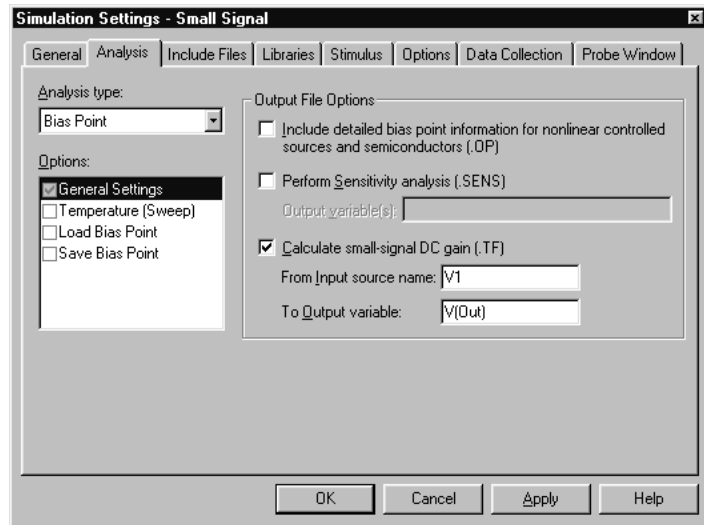 Simulation Settings - Small Signal
General Analysis Include Files Libraries Stimulus Options Data Collection Probe Window
Analysis type:
Bias Point
Options:
General Settings
Temperature (Sweep)
Load Bias Point
Save Bias Point
Output File Options
Include detailed bias point information for nonlinear controlled
sources and semiconductors (.OP)
Perform Sensitivity analysis (.SENS)
Output variable(s):
Calculate small-signal DC gain (.TF)
From Input source name: V1
To Output variable: V(Out)
OK Cancel Apply Help